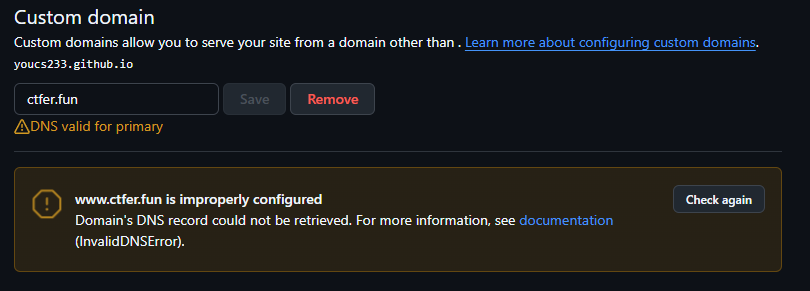 Custom domain
Custom domains allow you to serve your site from a domain other than . Learn more about configuring custom domains.
youcs233.github.io
ctfer.fun
Save
Remove
DNS valid for primary
www.ctfer.fun is improperly configured
Check again
Domain's DNS record could not be retrieved. For more information, see documentation
(InvalidDNSError).